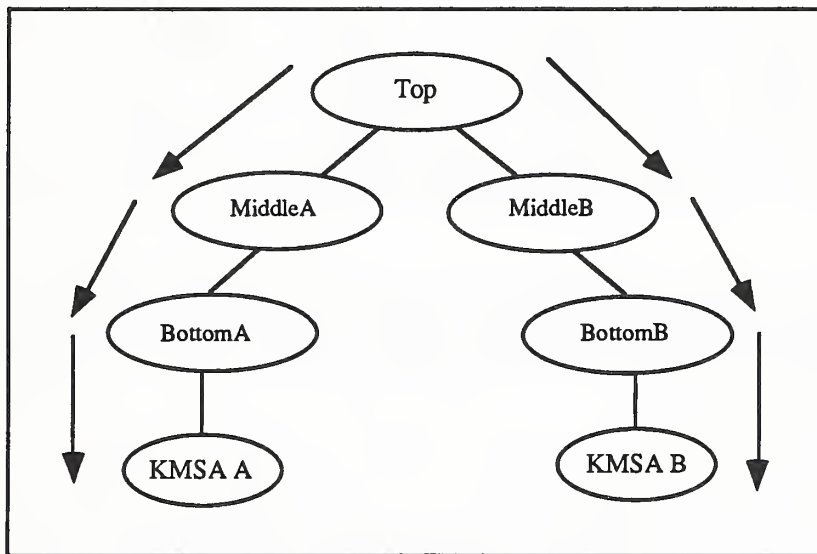 Top
MiddleA
MiddleB
BottomA
BottomB
KMSA A
KMSA B